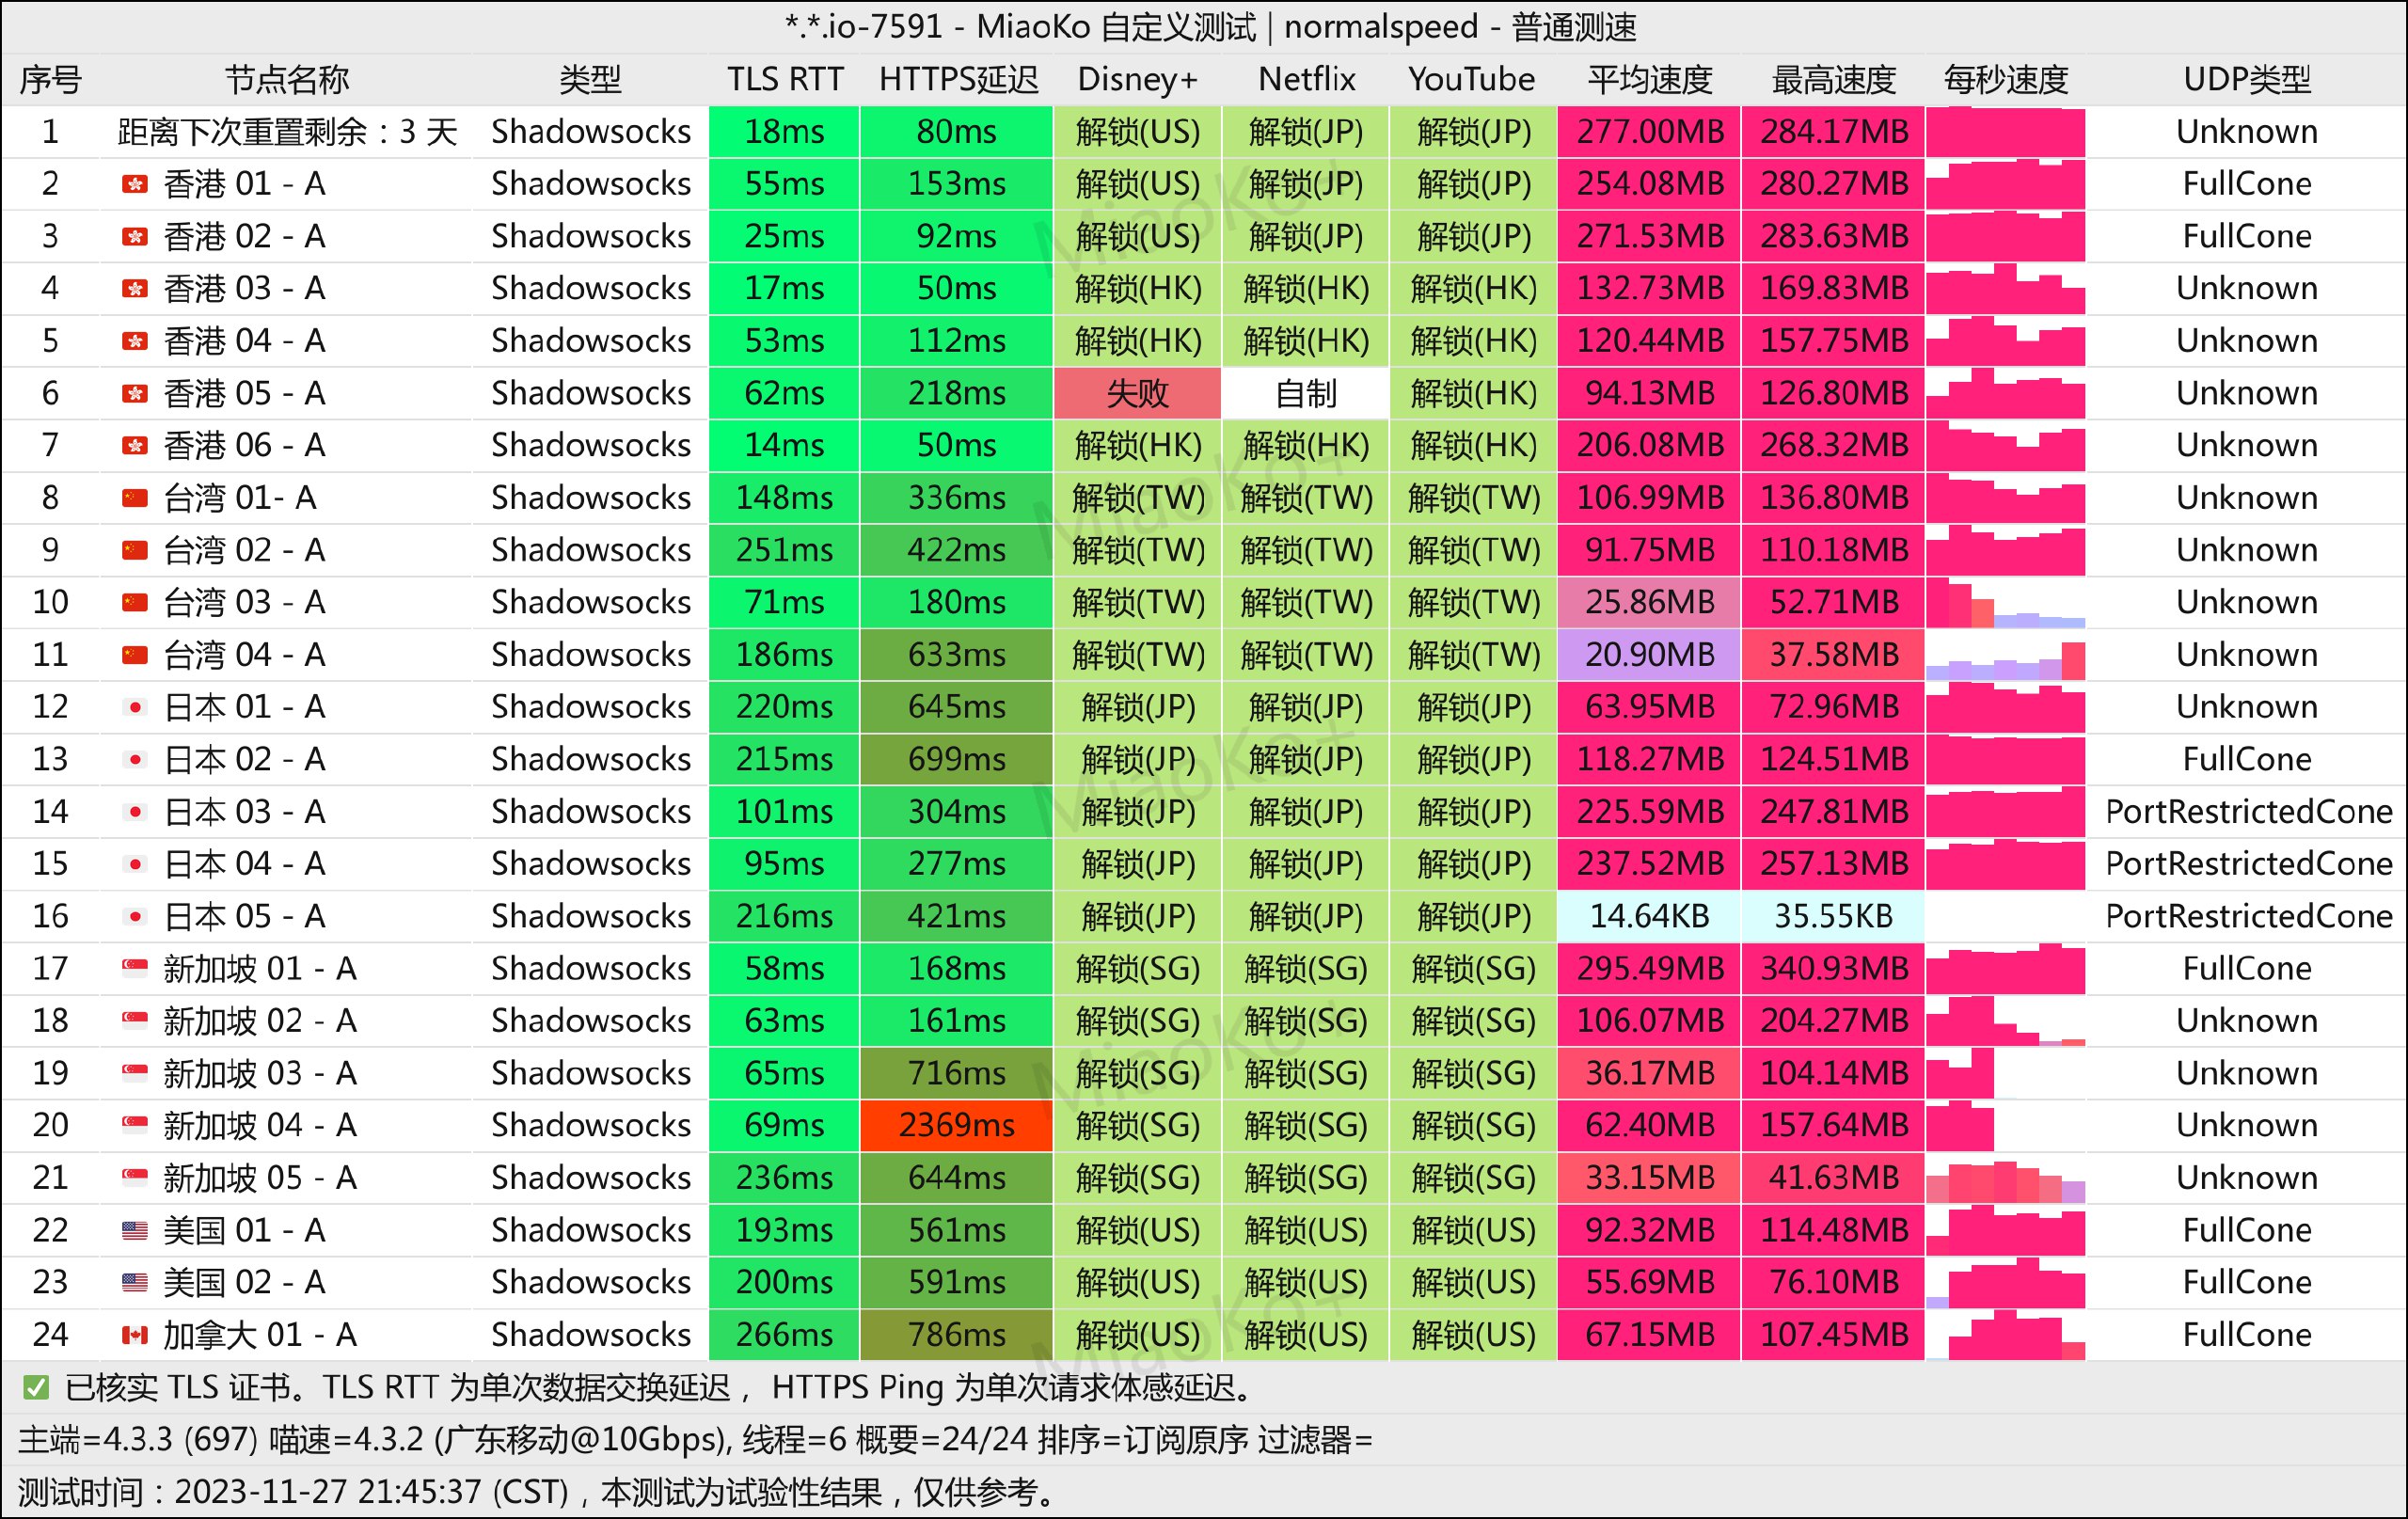 *.*.io-7591 - MiaoKo 自定义测试 | normalspeed - 普通测速
序号 节点名称 类型 TLS RTT HTTPS延迟 Disney+ Netflix YouTube 平均速度 最高速度 每秒速度 UDP类型
1 距离下次重置剩余：3 天 Shadowsocks 18ms 80ms 解锁(US) 解锁(JP) 解锁(JP) 277.00MB 284.17MB Unknown
2 香港 01 - A Shadowsocks 55ms 153ms 解锁(US) 解锁(JP) 解锁(JP) 254.08MB 280.27MB FullCone
3 香港 02 - A Shadowsocks 25ms 92ms 解锁(US) 解锁(JP) 解锁(JP) 271.53MB 283.63MB FullCone
4 香港 03 - A Shadowsocks 17ms 50ms 解锁(HK) 解锁(HK) 解锁(HK) 132.73MB 169.83MB Unknown
5 香港 04 - A Shadowsocks 53ms 112ms 解锁(HK) 解锁(HK) 解锁(HK) 120.44MB 157.75MB Unknown
6 香港 05 - A Shadowsocks 62ms 218ms 失败 自制 解锁(HK) 94.13MB 126.80MB Unknown
7 香港 06 - A Shadowsocks 14ms 50ms 解锁(HK) 解锁(HK) 解锁(HK) 206.08MB 268.32MB Unknown
8 台湾 01- A Shadowsocks 148ms 336ms 解锁(TW) 解锁(TW) 解锁(TW) 106.99MB 136.80MB Unknown
9 台湾 02 - A Shadowsocks 251ms 422ms 解锁(TW) 解锁(TW) 解锁(TW) 91.75MB 110.18MB Unknown
10 台湾 03 - A Shadowsocks 71ms 180ms 解锁(TW) 解锁(TW) 解锁(TW) 25.86MB 52.71MB Unknown
11 台湾 04 - A Shadowsocks 186ms 633ms 解锁(TW) 解锁(TW) 解锁(TW) 20.90MB 37.58MB Unknown
12 日本 01 - A Shadowsocks 220ms 645ms 解锁(JP) 解锁(JP) 解锁(JP) 63.95MB 72.96MB Unknown
13 日本 02 - A Shadowsocks 215ms 699ms 解锁(JP) 解锁(JP) 解锁(JP) 118.27MB 124.51MB FullCone
14 日本 03 - A Shadowsocks 101ms 304ms 解锁(JP) 解锁(JP) 解锁(JP) 225.59MB 247.81MB PortRestrictedCone
15 日本 04 - A Shadowsocks 95ms 277ms 解锁(JP) 解锁(JP) 解锁(JP) 237.52MB 257.13MB PortRestrictedCone
16 日本 05 - A Shadowsocks 216ms 421ms 解锁(JP) 解锁(JP) 解锁(JP) 14.64KB 35.55KB PortRestrictedCone
17 新加坡 01 - A Shadowsocks 58ms 168ms 解锁(SG) 解锁(SG) 解锁(SG) 295.49MB 340.93MB FullCone
18 新加坡 02 - A Shadowsocks 63ms 161ms 解锁(SG) 解锁(SG) 解锁(SG) 106.07MB 204.27MB Unknown
19 新加坡 03 - A Shadowsocks 65ms 716ms 解锁(SG) 解锁(SG) 解锁(SG) 36.17MB 104.14MB Unknown
20 新加坡 04 - A Shadowsocks 69ms 2369ms 解锁(SG) 解锁(SG) 解锁(SG) 62.40MB 157.64MB Unknown
21 新加坡 05 - A Shadowsocks 236ms 644ms 解锁(SG) 解锁(SG) 解锁(SG) 33.15MB 41.63MB Unknown
22 美国 01 - A Shadowsocks 193ms 561ms 解锁(US) 解锁(US) 解锁(US) 92.32MB 114.48MB FullCone
23 美国 02 - A Shadowsocks 200ms 591ms 解锁(US) 解锁(US) 解锁(US) 55.69MB 76.10MB FullCone
24 加拿大 01 - A Shadowsocks 266ms 786ms 解锁(US) 解锁(US) 解锁(US) 67.15MB 107.45MB FullCone
✅ 已核实 TLS 证书。TLS RTT 为单次数据交换延迟， HTTPS Ping 为单次请求体感延迟。
主端=4.3.3 (697) 喵速=4.3.2 (广东移动@10Gbps), 线程=6 概要=24/24 排序=订阅原序 过滤器=
测试时间：2023-11-27 21:45:37 (CST)，本测试为试验性结果，仅供参考。
MiaoKo+
MiaoKo+
MiaoKo+
MiaoKo+
MiaoKo+